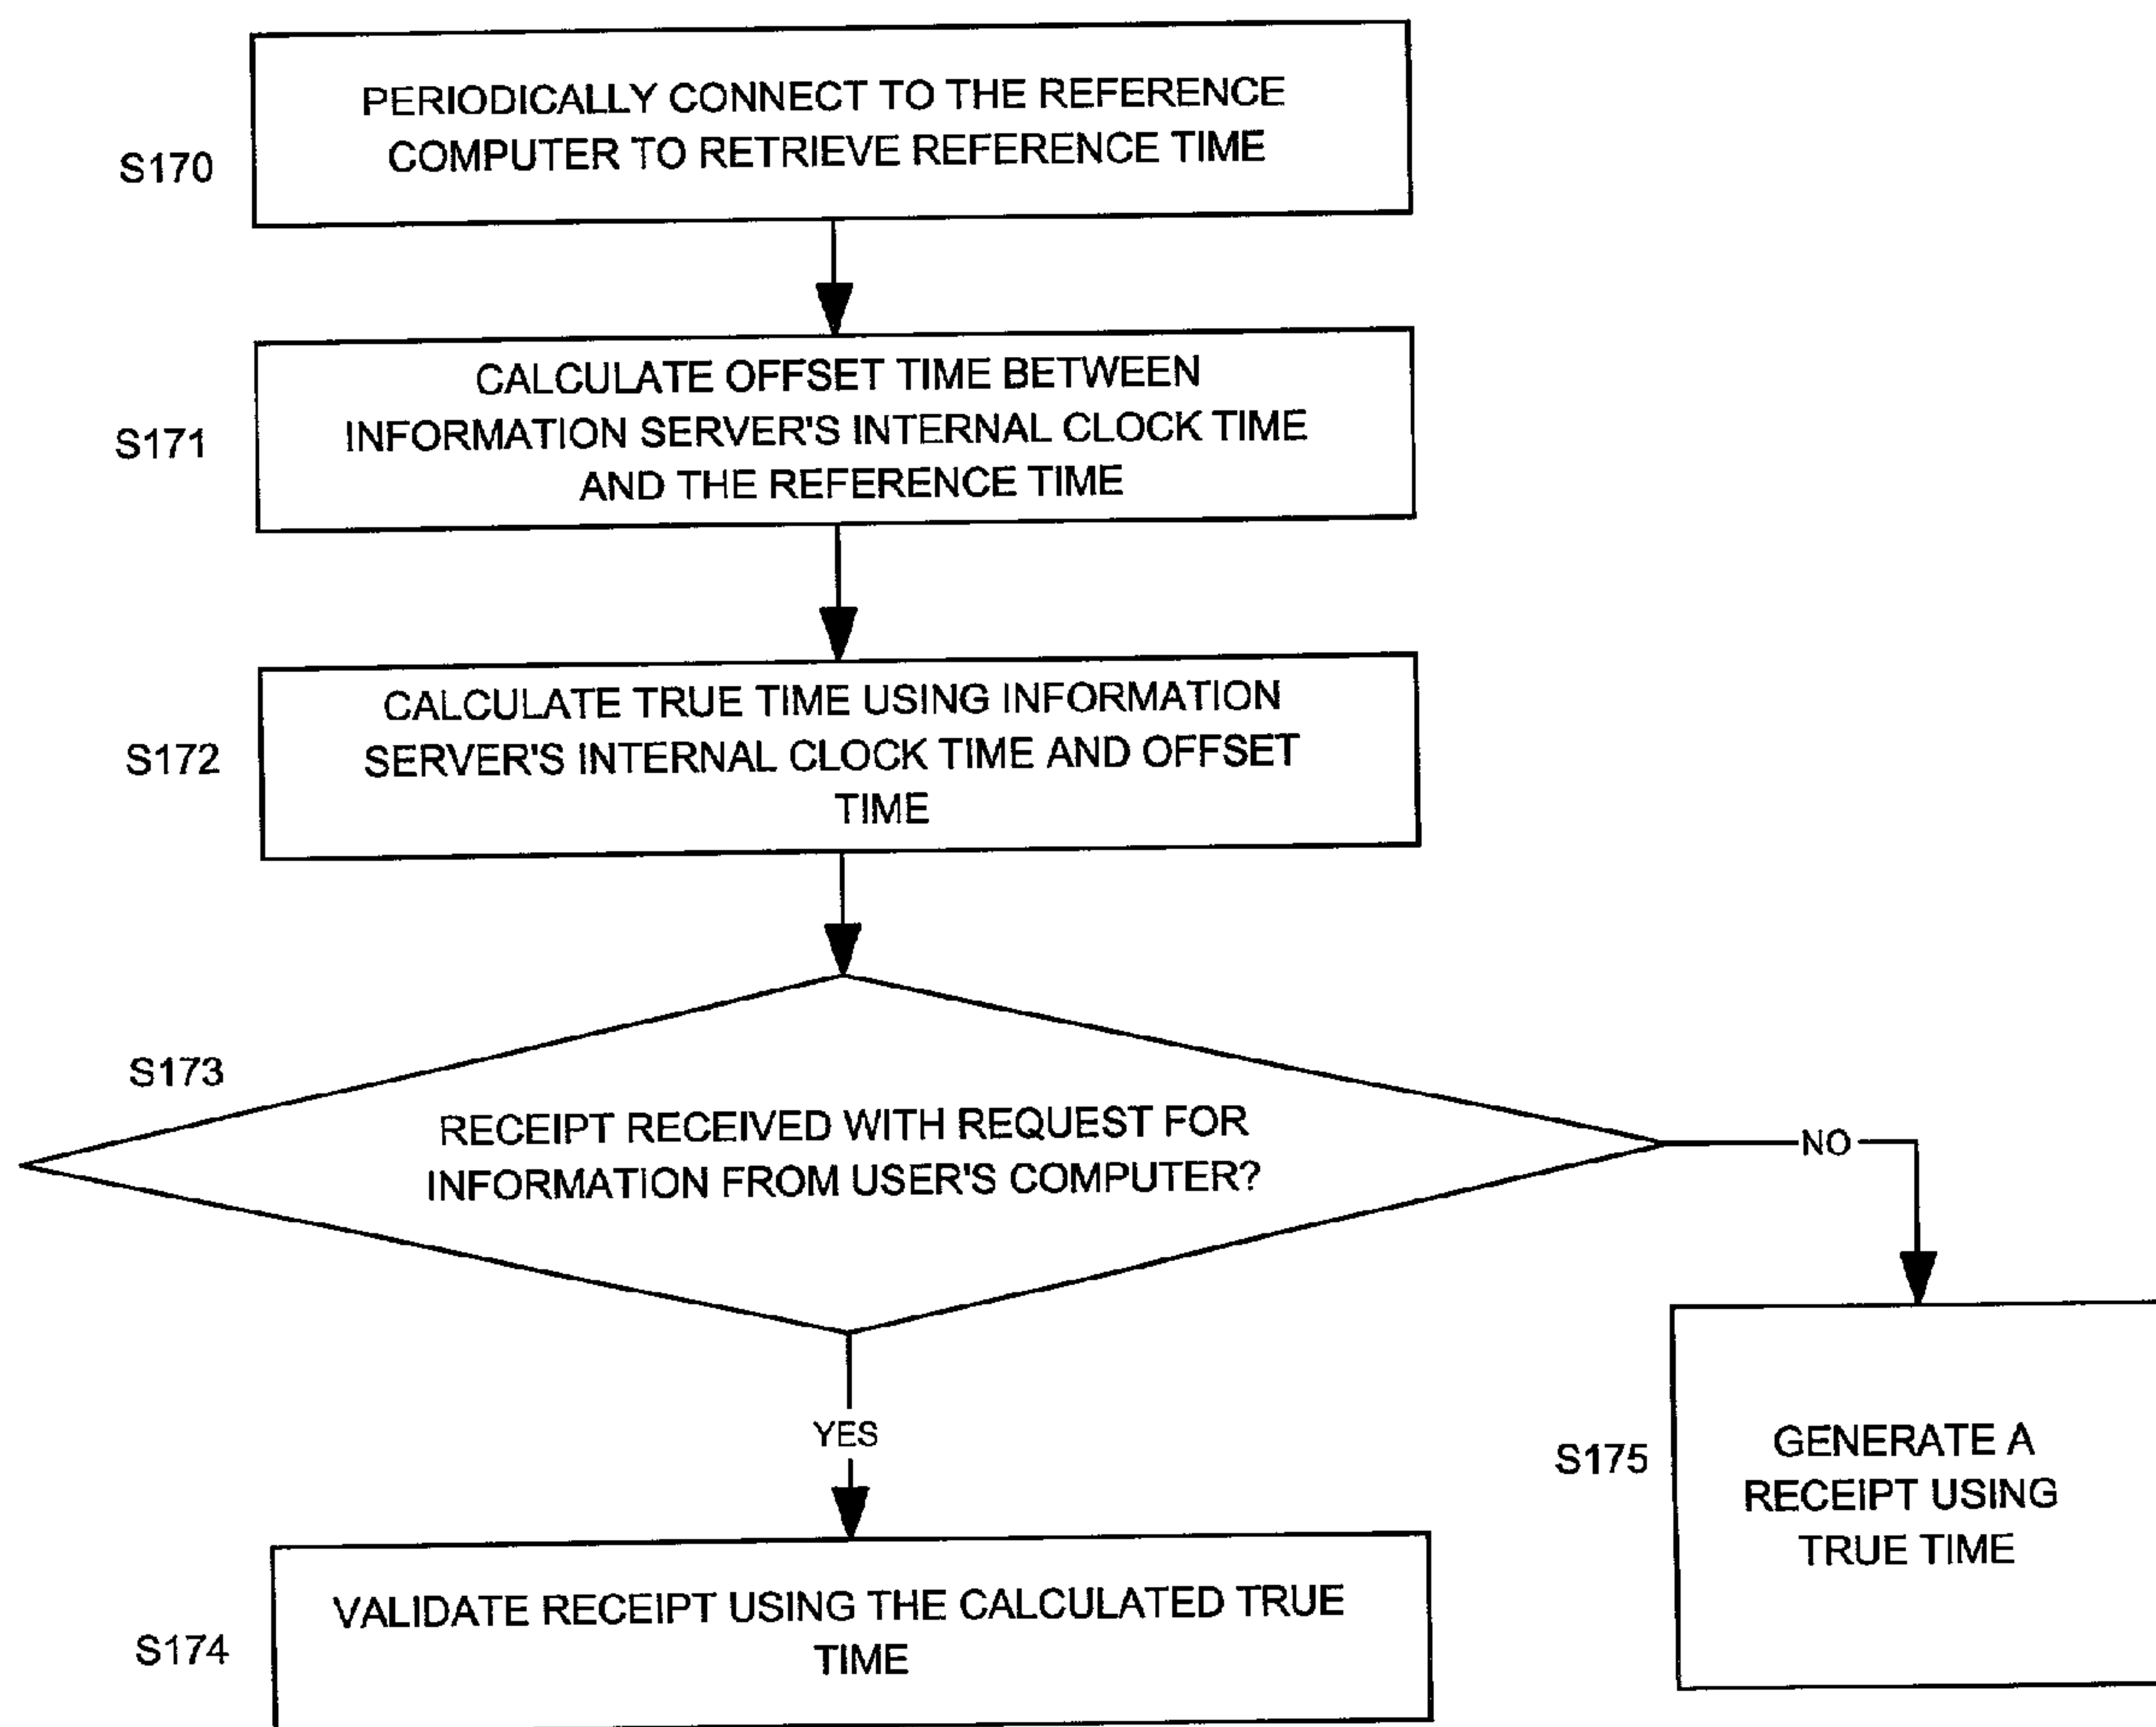 PERIODICALLY CONNECT TO THE REFERENCE
COMPUTER TO RETRIEVE REFERENCE TIME
S170
CALCULATE OFFSET TIME BETWEEN
INFORMATION SERVER'S INTERNAL CLOCK TIME
AND THE REFERENCE TIME
S171
CALCULATE TRUE TIME USING INFORMATION
SERVER'S INTERNAL CLOCK TIME AND OFFSET
TIME
S172
S173
RECEIPT RECEIVED WITH REQUEST FOR
INFORMATION FROM USER'S COMPUTER?
NO
YES
S175
GENERATE A
RECEIPT USING
TRUE TIME
VALIDATE RECEIPT USING THE CALCULATED TRUE
TIME
S174